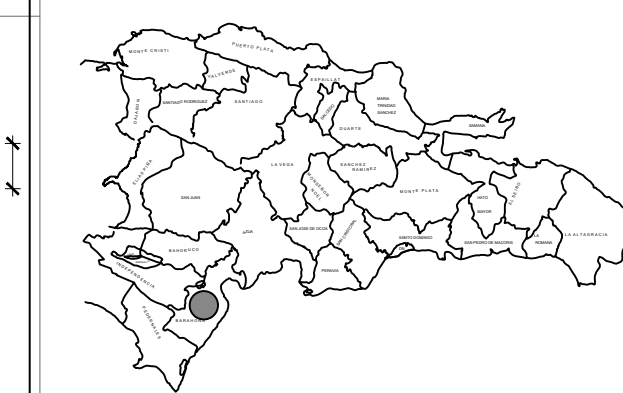 PUERTO PLATA
MONTE CRISTI
VALVERDE
ESPAILLAT
SANTIAGO RODRIGUEZ
SANTIAGO
MARIA
TRINIDAD
SANCHEZ
DAJABON
SALCEDO
DUARTE
SAMANA
ELIAS PIÑA
LA VEGA
SANCHEZ
RAMIREZ
MONSEÑOR
NOEL
MONTE PLATA
EL SEIBO
SAN JUAN
HATO
MAYOR
AZUA
SAN JOSE DE OCOA
SAN CRISTOBAL
SANTO DOMINGO
SAN PEDRO DE MACORIS
LA
ROMANA
LA ALTAGRACIA
BAHORUCO
INDEPENDENCIA
PERAVIA
PEDERNALES
BARAHONA